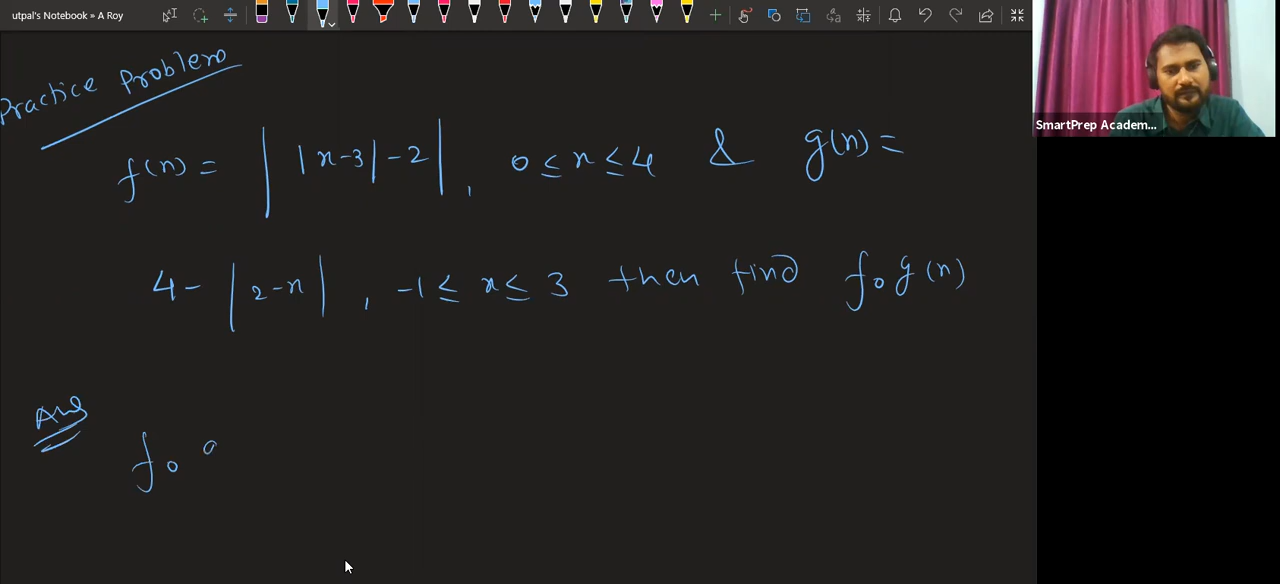 utpal's Notebook » A Roy
Practice Problem
f(n) = | |n-3| -2 | , 0 ≤ n ≤ 4 & g(n) =
4 - | 2-n | , -1 ≤ x ≤ 3 then find fog(n)
Ans
fo
SmartPrep Academ...